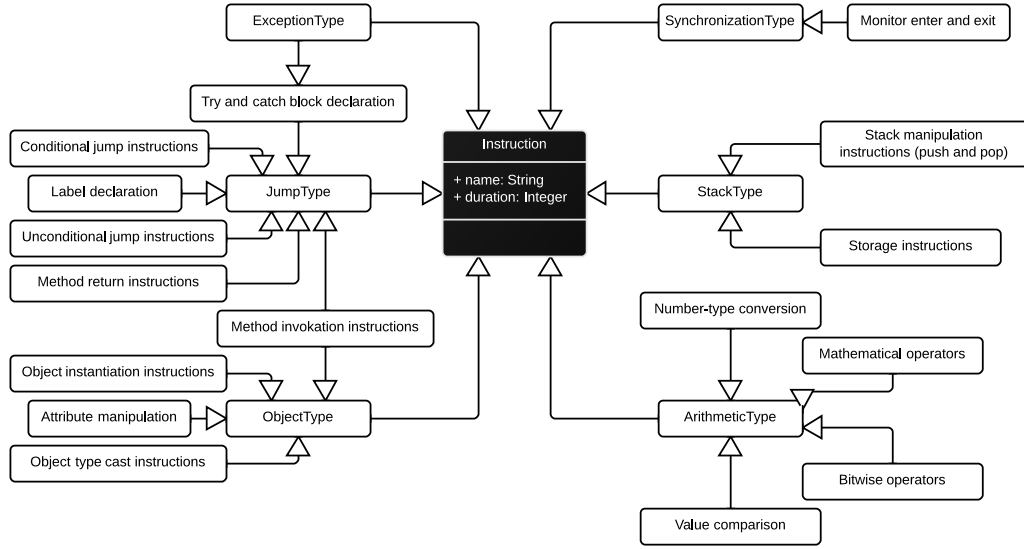 ExceptionType
SynchronizationType
Monitor enter and exit
Try and catch block declaration
Conditional jump instructions
Instruction
Stack manipulation
instructions (push and pop)
Label declaration
JumpType
+ name: String
+ duration: Integer
StackType
Unconditional jump instructions
Storage instructions
Method return instructions
Method invokation instructions
Number-type conversion
Object instantiation instructions
Mathematical operators
Attribute manipulation
ObjectType
ArithmeticType
Object type cast instructions
Bitwise operators
Value comparison